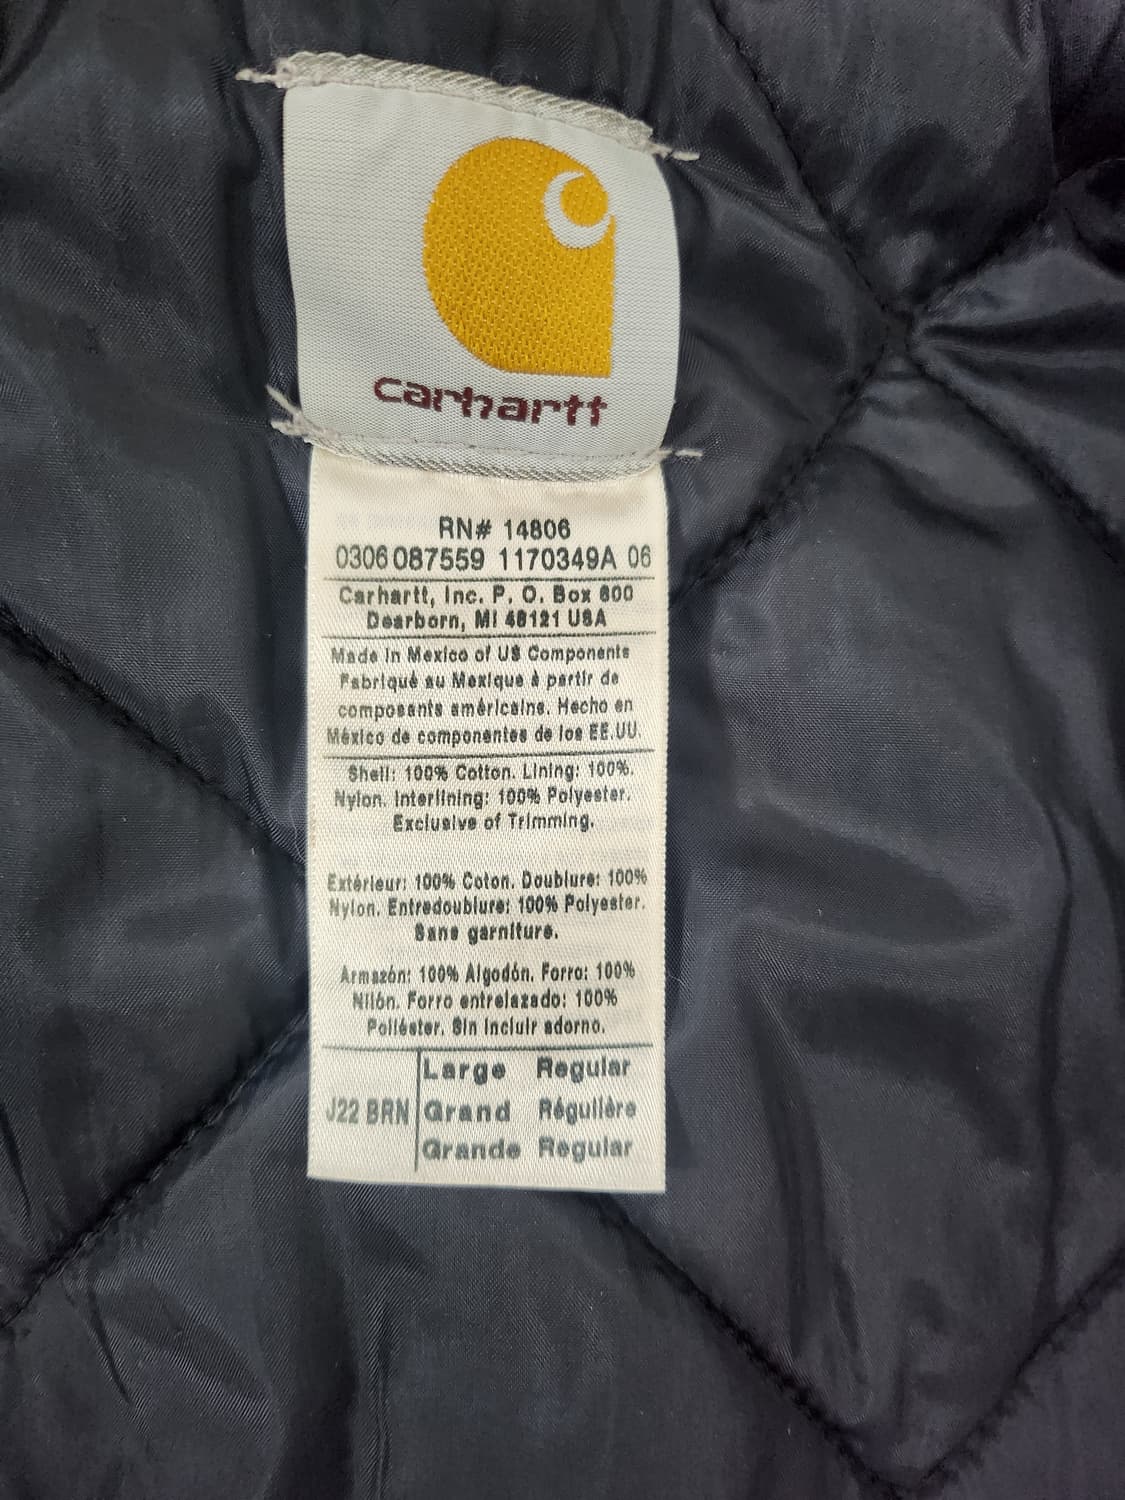 carhartt
RN# 14806
0306 087559 1170349A 06
Carhartt, Inc. P. O. Box 600
Dearborn, MI 48121 USA
Made in Mexico of US Components
Fabriqué au Mexique à partir de
composants américains. Hecho en
México de componentes de los EE.UU.
Shell: 100% Cotton. Lining: 100%.
Nylon. Interlining: 100% Polyester.
Exclusive of Trimming.
Extérieur: 100% Coton. Doublure: 100%
Nylon. Entredoublure: 100% Polyester.
Sans garniture.
Armazón: 100% Algodón. Forro: 100%
Nilón. Forro entrelazado: 100%
Poliéster. Sin incluir adorno.
J22 BRN
Large Regular
Grand Régulière
Grande Regular